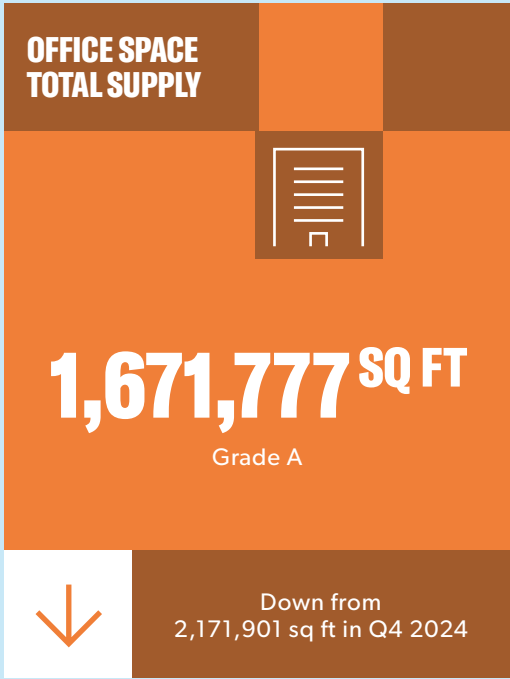 OFFICE SPACE
TOTAL SUPPLY
1,671,777 SQ FT
Grade A
Down from
2,171,901 sq ft in Q4 2024